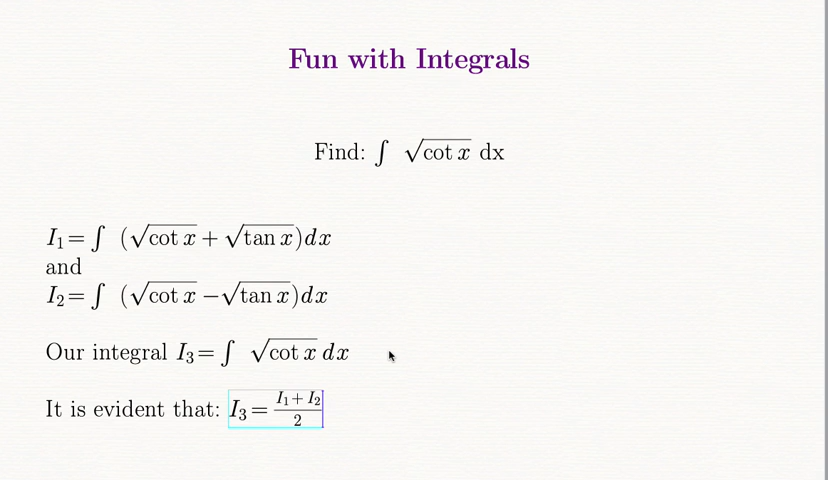 Fun with Integrals
Find: ∫ √cot x dx
I₁=∫ (√cot x + √tan x)dx
and
I₂=∫ (√cot x −√tan x)dx
Our integral I₃=∫ √cot x dx
It is evident that: I₃= (I₁+ I₂)/2